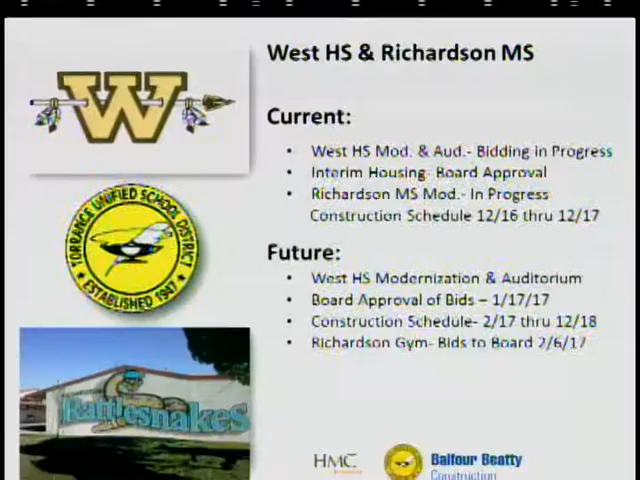 West HS & Richardson MS
W
Current:
• West HS Mod. & Aud.- Bidding in Progress
• Interim Housing- Board Approval
• Richardson MS Mod.- In Progress
Construction Schedule 12/16 thru 12/17
TORRANCE UNIFIED SCHOOL DISTRICT
★ ESTABLISHED 1947 ★
Future:
• West HS Modernization & Auditorium
• Board Approval of Bids – 1/17/17
• Construction Schedule- 2/17 thru 12/18
• Richardson Gym- Bids to Board 2/6/17
Rattlesnakes
HMC
Balfour Beatty
Construction